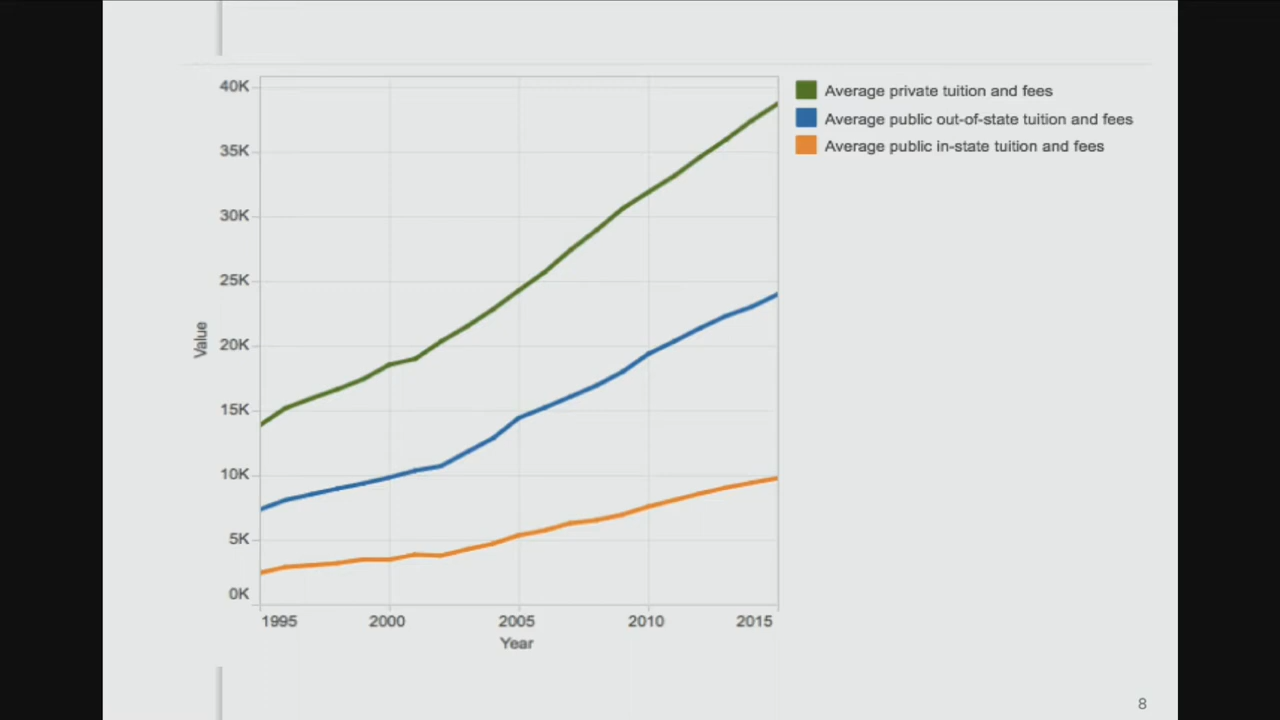 40K
35K
30K
25K
20K
15K
10K
5K
0K
Value
1995 2000 2005 2010 2015
Year
Average private tuition and fees
Average public out-of-state tuition and fees
Average public in-state tuition and fees
8